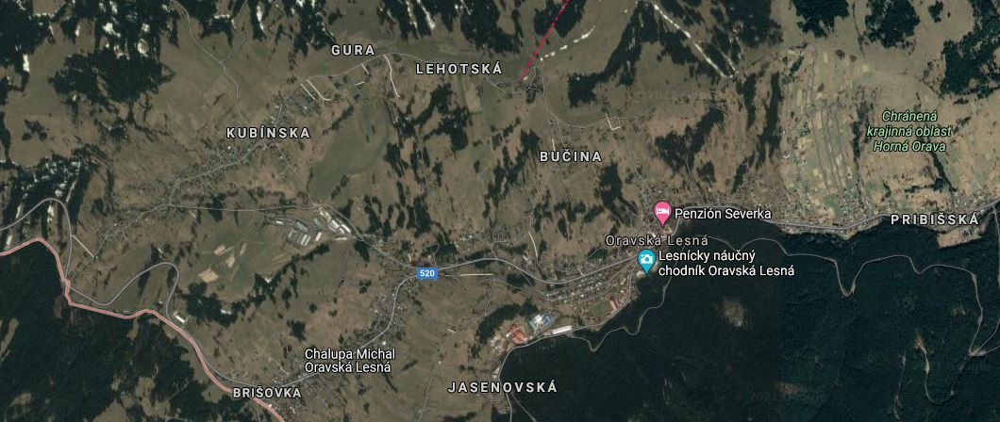 GURA
LEHOTSKÁ
KUBÍNSKA
Chránená
krajinná oblasť
Horná Orava
BUČINA
Penzión Severka
PRIBIŠSKÁ
Oravská Lesná
Lesnícky náučný
chodník Oravská Lesná
520
Chalupa Michal
Oravská Lesná
BRIŠOVKA
JASENOVSKÁ